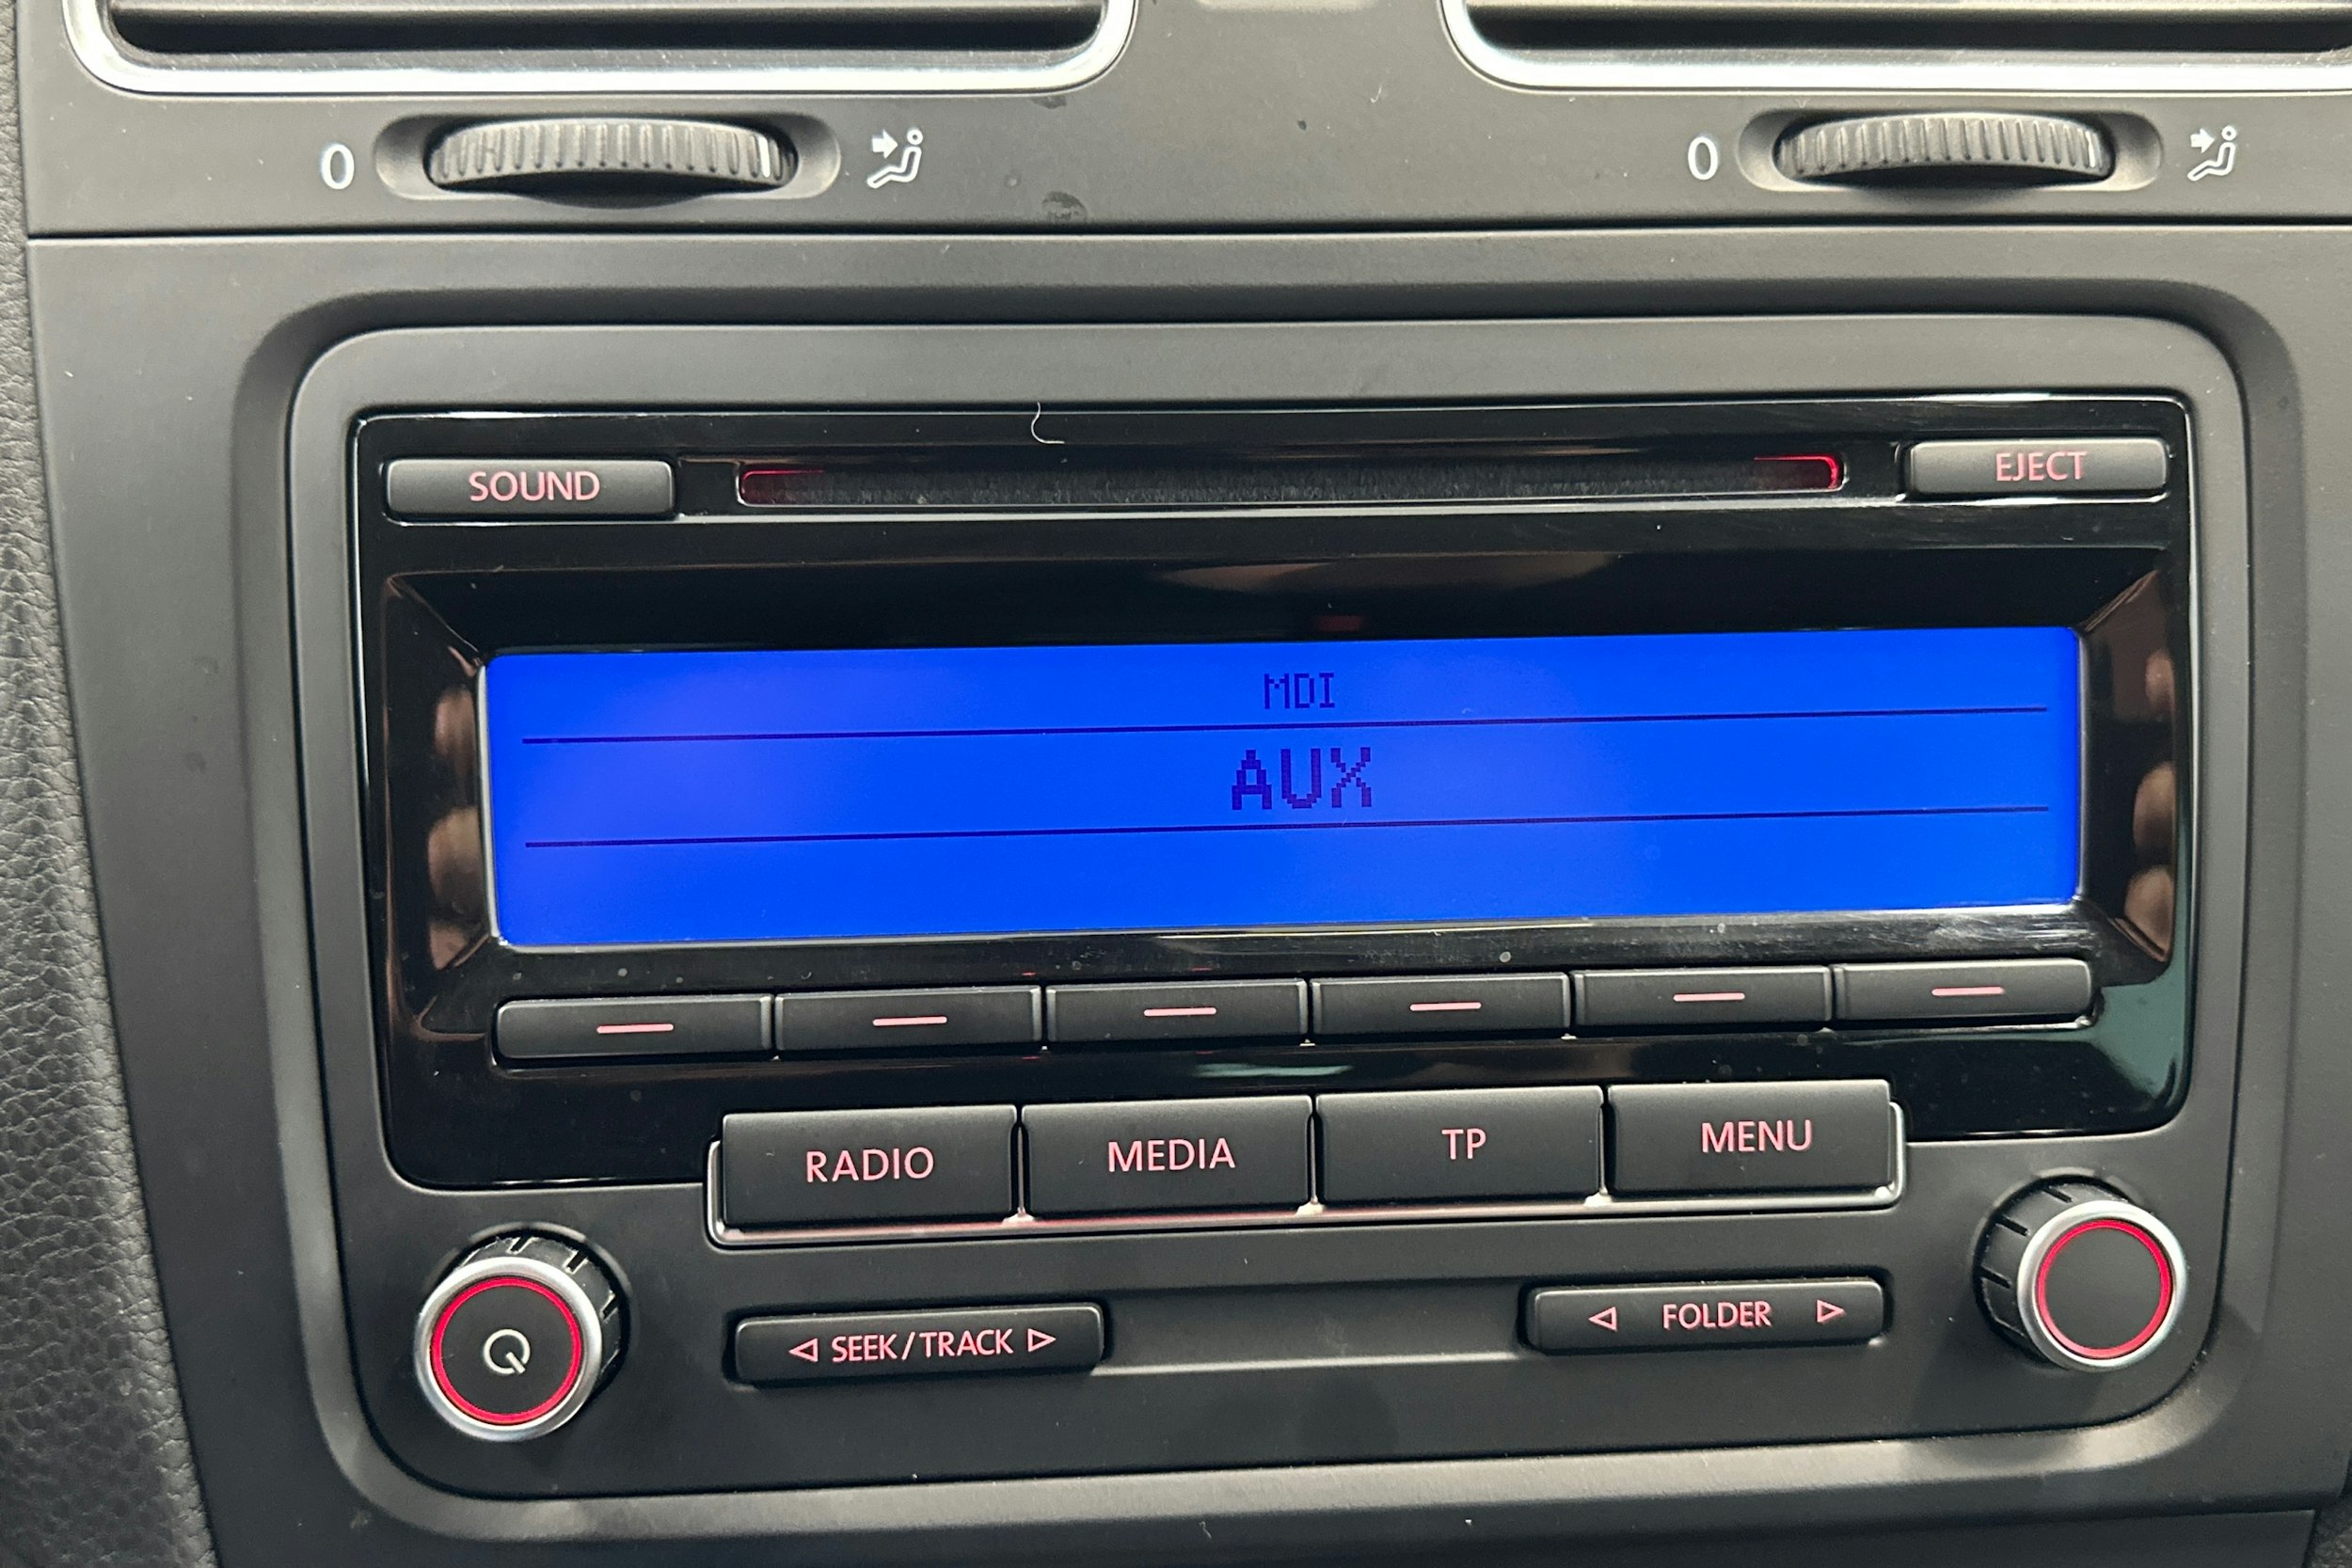 0
0
SOUND
EJECT
MDI
AUX
RADIO
MEDIA
TP
MENU
SEEK/TRACK
FOLDER